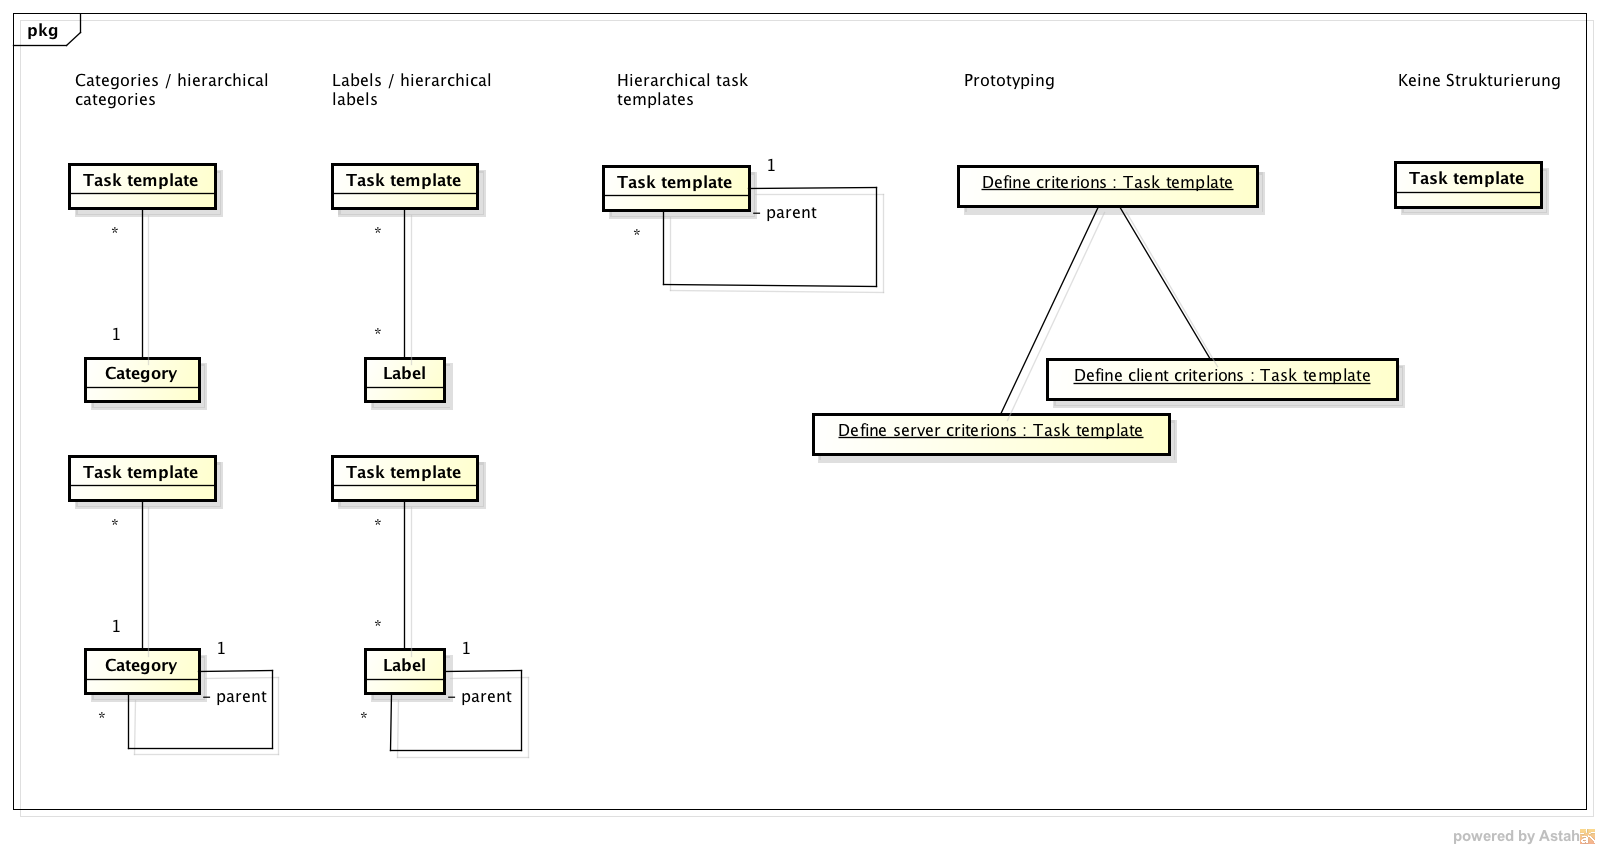 pkg
Categories / hierarchical
categories
Labels / hierarchical
labels
Hierarchical task
templates
Prototyping
Keine Strukturierung
Task template
*
1
Category
Task template
*
*
Label
Task template
1
- parent
*
Define criterions : Task template
Define client criterions : Task template
Define server criterions : Task template
Task template
Task template
*
1
Category
1
- parent
*
Task template
*
*
Label
1
- parent
*
powered by Astah